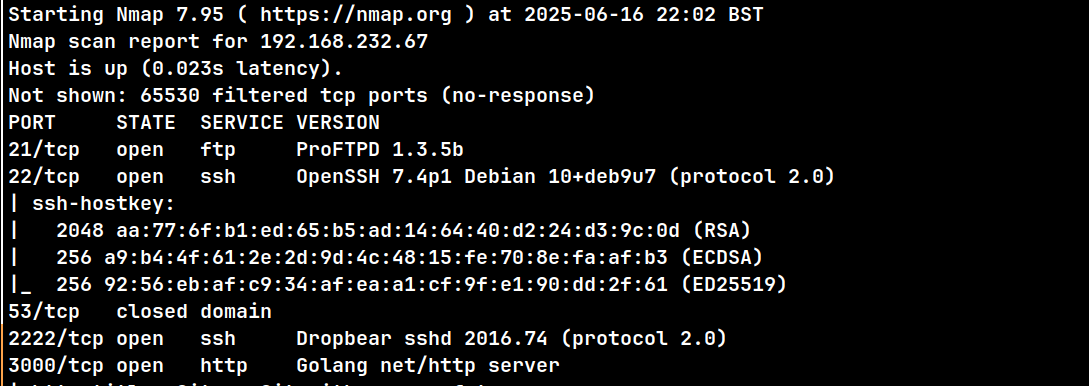 Starting Nmap 7.95 ( https://nmap.org ) at 2025-06-16 22:02 BST
Nmap scan report for 192.168.232.67
Host is up (0.023s latency).
Not shown: 65530 filtered tcp ports (no-response)
PORT     STATE  SERVICE VERSION
21/tcp   open   ftp     ProFTPD 1.3.5b
22/tcp   open   ssh     OpenSSH 7.4p1 Debian 10+deb9u7 (protocol 2.0)
| ssh-hostkey:
|   2048 aa:77:6f:b1:ed:65:b5:ad:14:64:40:d2:24:d3:9c:0d (RSA)
|   256 a9:b4:4f:61:2e:2d:9d:4c:48:15:fe:70:8e:fa:af:b3 (ECDSA)
|_  256 92:56:eb:af:c9:34:af:ea:a1:cf:9f:e1:90:dd:2f:61 (ED25519)
53/tcp   closed domain
2222/tcp open   ssh     Dropbear sshd 2016.74 (protocol 2.0)
3000/tcp open   http    Golang net/http server